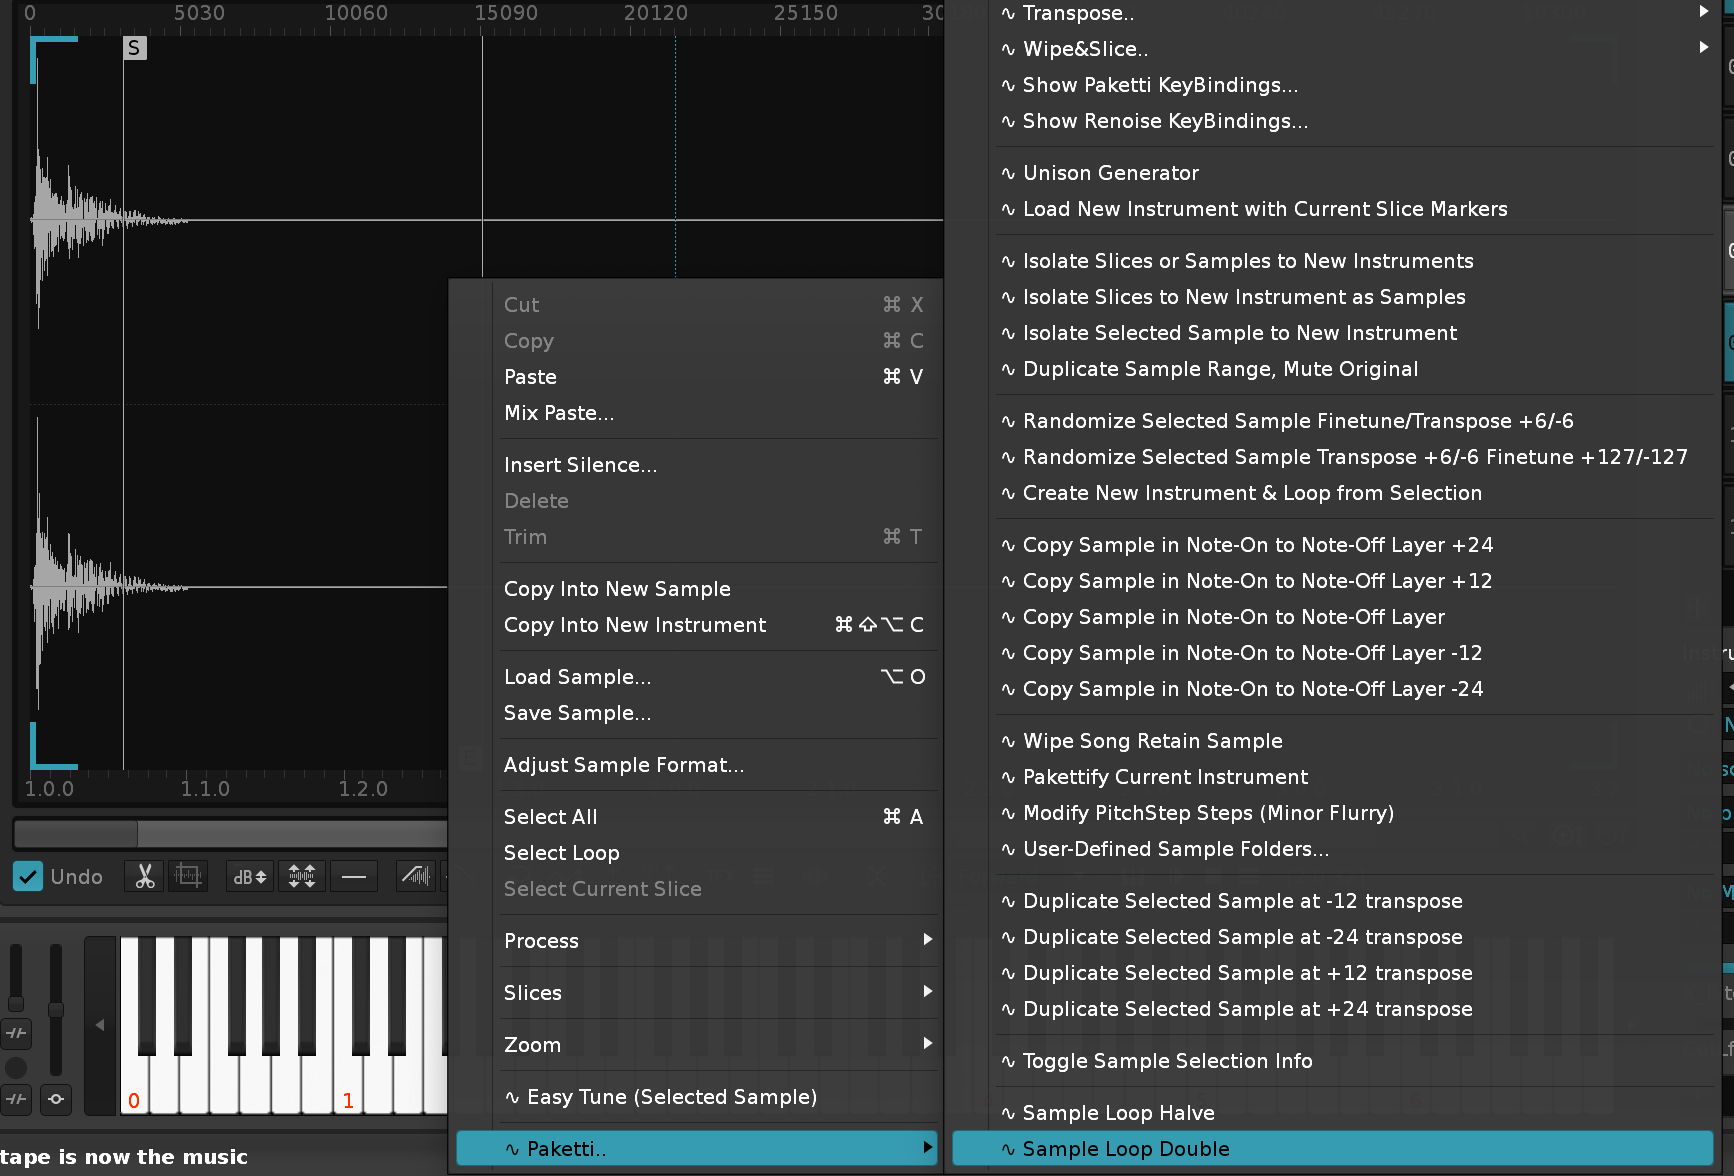 0 5030 10060 15090 20120 25150
S
1.0.0 1.1.0 1.2.0
Undo
dB
0 1
tape is now the music
Cut ⌘ X
Copy ⌘ C
Paste ⌘ V
Mix Paste...
Insert Silence...
Delete
Trim ⌘ T
Copy Into New Sample
Copy Into New Instrument ⌘⇧⌥ C
Load Sample... ⌥ O
Save Sample...
Adjust Sample Format...
Select All ⌘ A
Select Loop
Select Current Slice
Process
Slices
Zoom
∿ Easy Tune (Selected Sample)
∿ Paketti..
∿ Transpose..
∿ Wipe&Slice..
∿ Show Paketti KeyBindings...
∿ Show Renoise KeyBindings...
∿ Unison Generator
∿ Load New Instrument with Current Slice Markers
∿ Isolate Slices or Samples to New Instruments
∿ Isolate Slices to New Instrument as Samples
∿ Isolate Selected Sample to New Instrument
∿ Duplicate Sample Range, Mute Original
∿ Randomize Selected Sample Finetune/Transpose +6/-6
∿ Randomize Selected Sample Transpose +6/-6 Finetune +127/-127
∿ Create New Instrument & Loop from Selection
∿ Copy Sample in Note-On to Note-Off Layer +24
∿ Copy Sample in Note-On to Note-Off Layer +12
∿ Copy Sample in Note-On to Note-Off Layer
∿ Copy Sample in Note-On to Note-Off Layer -12
∿ Copy Sample in Note-On to Note-Off Layer -24
∿ Wipe Song Retain Sample
∿ Pakettify Current Instrument
∿ Modify PitchStep Steps (Minor Flurry)
∿ User-Defined Sample Folders...
∿ Duplicate Selected Sample at -12 transpose
∿ Duplicate Selected Sample at -24 transpose
∿ Duplicate Selected Sample at +12 transpose
∿ Duplicate Selected Sample at +24 transpose
∿ Toggle Sample Selection Info
∿ Sample Loop Halve
∿ Sample Loop Double